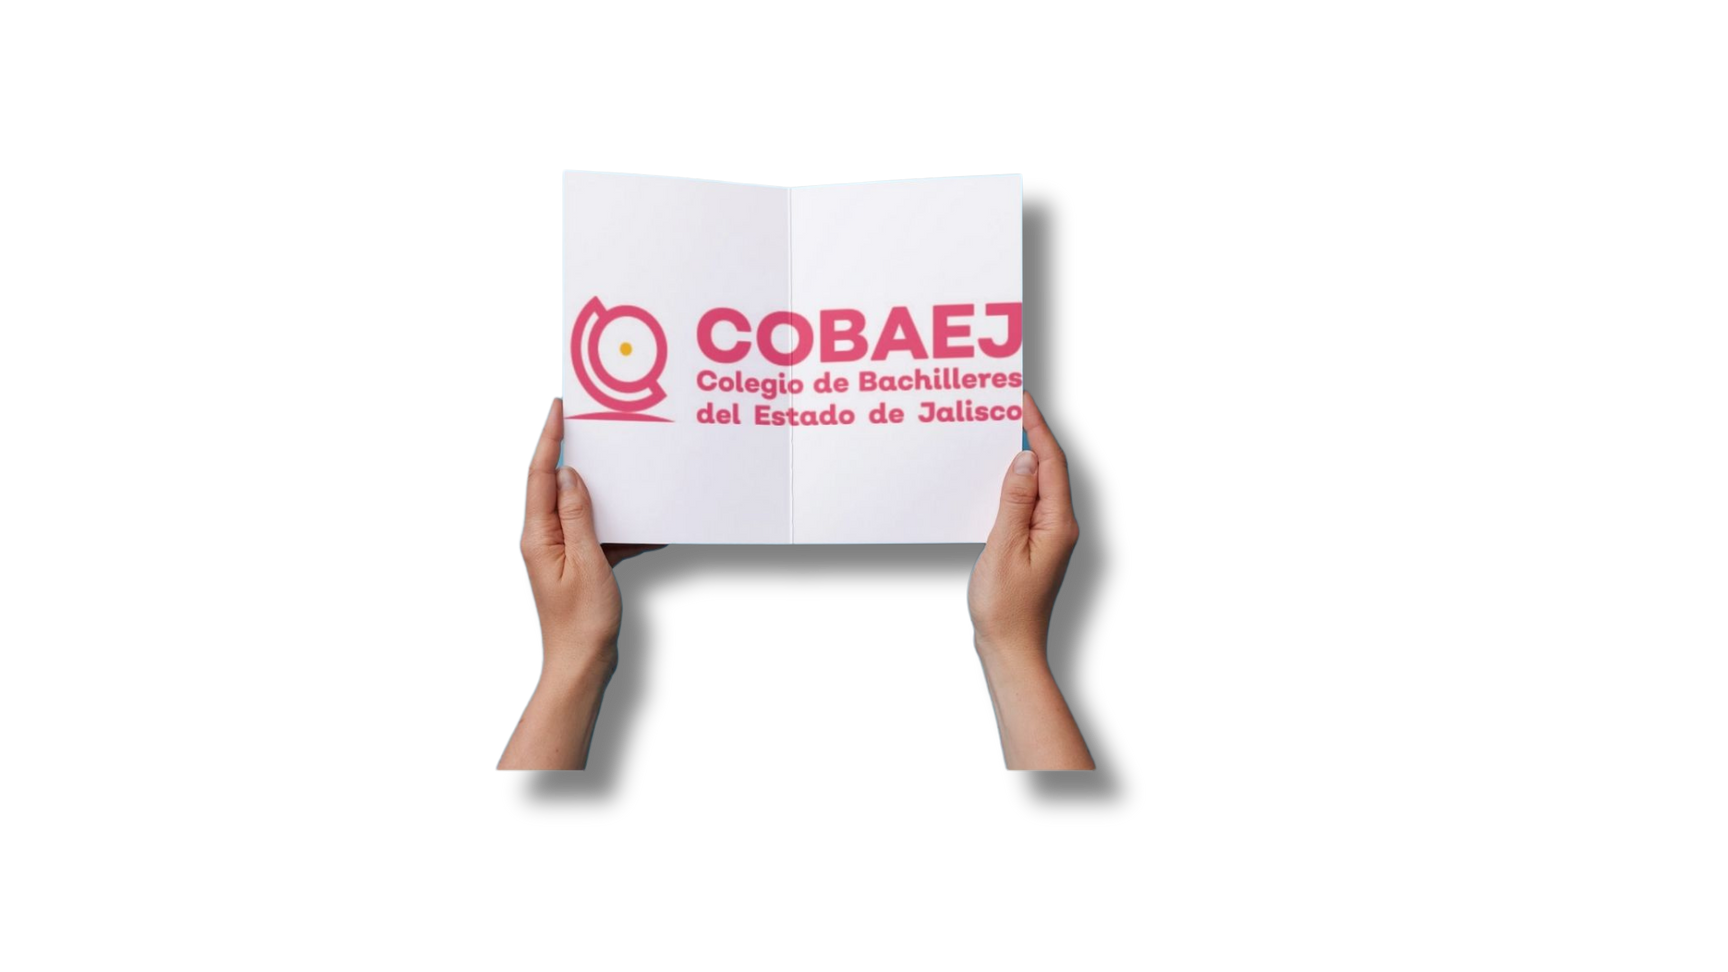 COBAEJ
Colegio de Bachilleres
del Estado de Jalisco